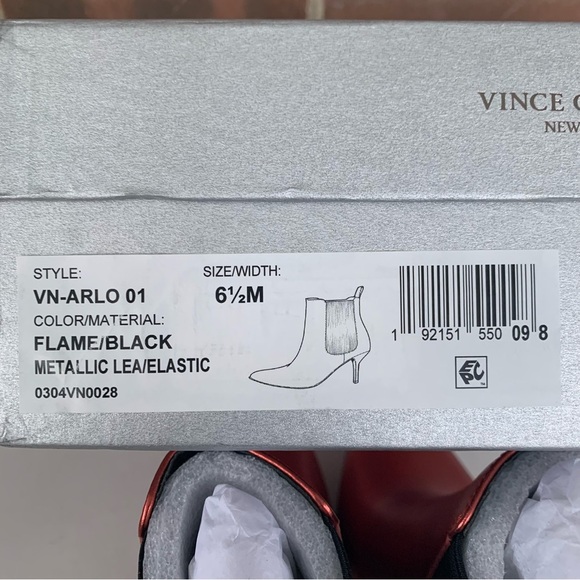 VINCE C
NEW
STYLE:
VN-ARLO 01
SIZE/WIDTH:
6½M
COLOR/MATERIAL:
FLAME/BLACK
METALLIC LEA/ELASTIC
0304VN0028
1 92151 550 09 8
EPC